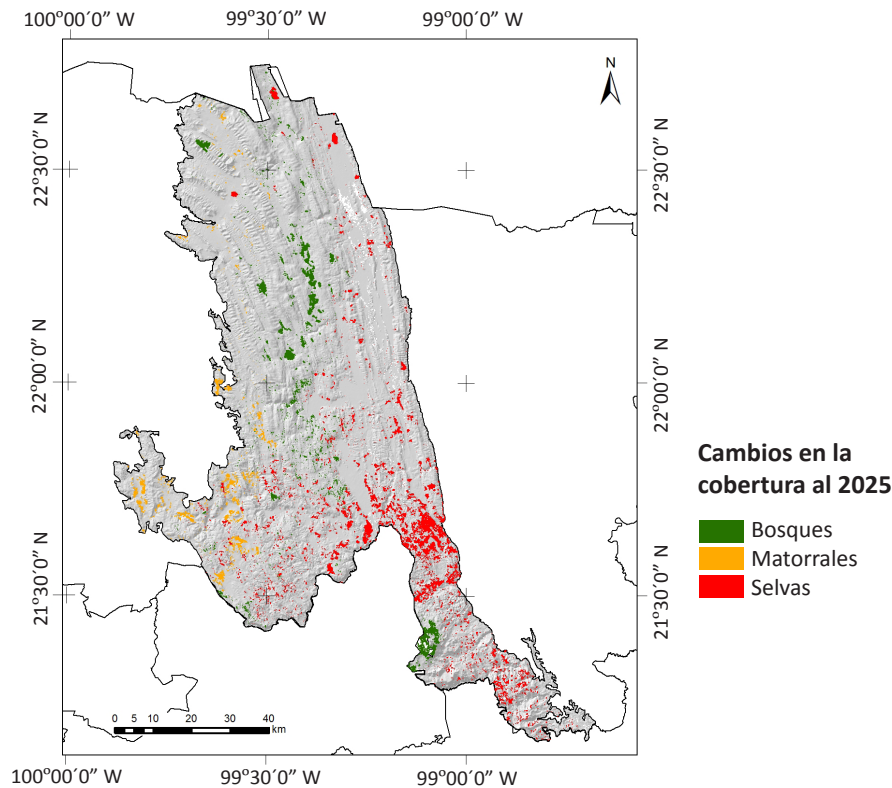 100°00´0″ W
99°30´0″ W
99°00´0″ W
N
22°30´0″ N
22°30´0″ N
22°00´0″ N
22°00´0″ N
Cambios en la
cobertura al 2025
Bosques
Matorrales
Selvas
21°30´0″ N
21°30´0″ N
0 5 10 20 30 40
km
100°00´0″ W
99°30´0″ W
99°00´0″ W